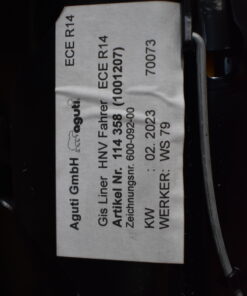 Aguti GmbH aguti. ECE R14
Gis Liner HNV Fahrer ECE R14
Artikel Nr. 114 358 (1001207)
Zeichnungsnr. 600-092-00
KW : 02. 2023 70073
WERKER: WS 79